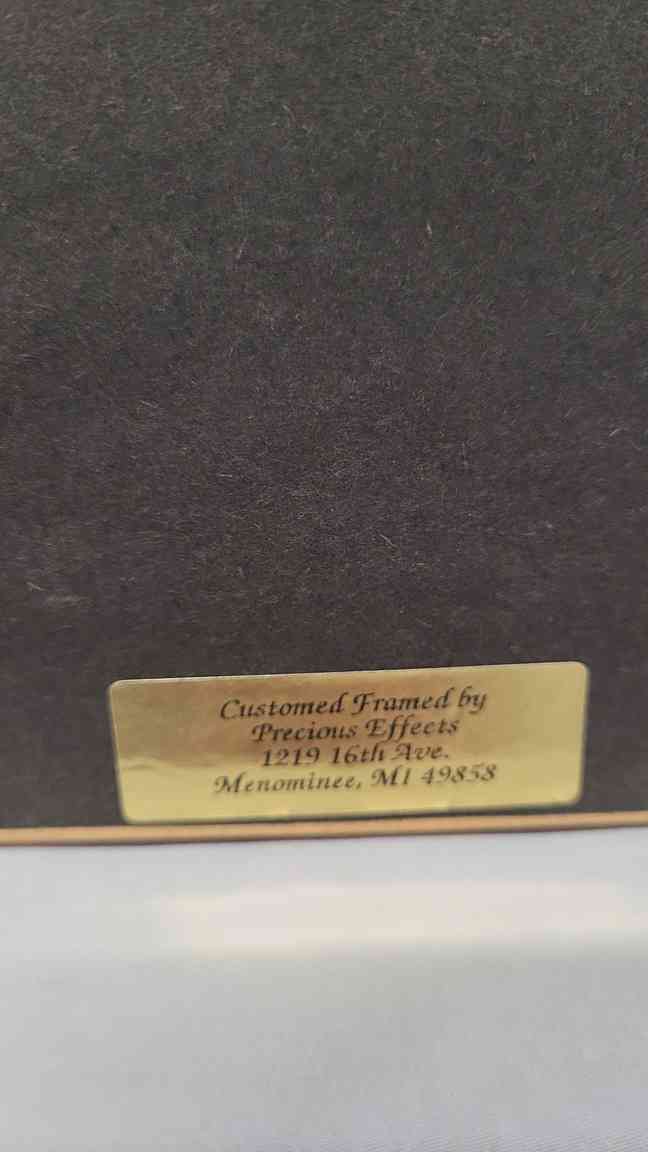 Customed Framed by
Precious Effects
1219 16th Ave.
Menominee, MI 49858